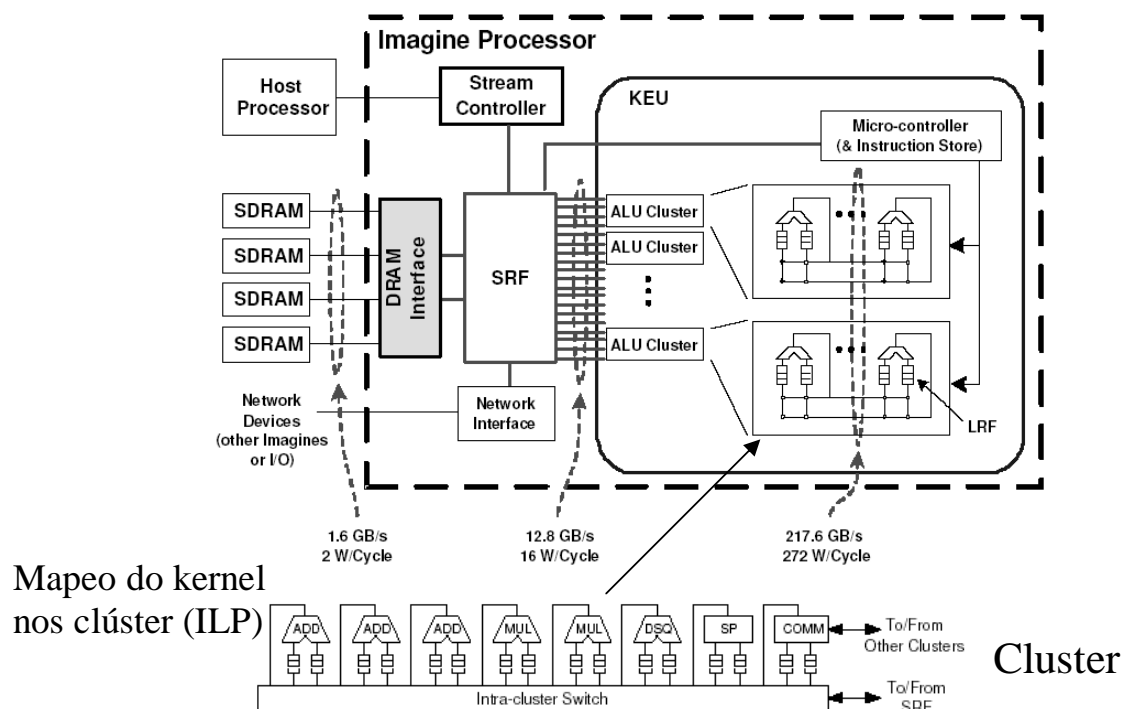 Imagine Processor
Host
Processor
Stream
Controller
KEU
Micro-controller
(& Instruction Store)
SDRAM
SDRAM
SDRAM
SDRAM
DRAM
Interface
SRF
ALU Cluster
ALU Cluster
ALU Cluster
Network
Devices
(other Imagines
or I/O)
Network
Interface
LRF
1.6 GB/s
2 W/Cycle
12.8 GB/s
16 W/Cycle
217.6 GB/s
272 W/Cycle
Mapeo do kernel
nos clúster (ILP)
ADD
ADD
ADD
MUL
MUL
DSQ
SP
COMM
To/From
Other Clusters
Cluster
Intra-cluster Switch
To/From
SRF